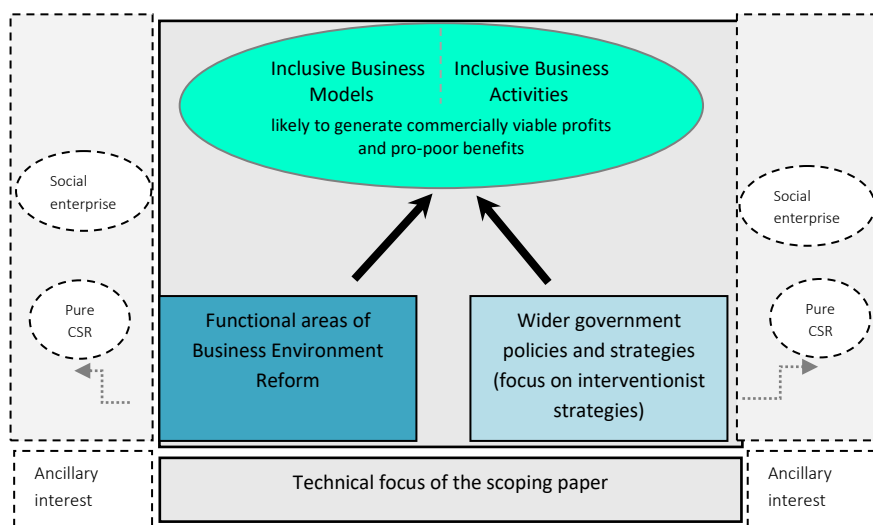 Inclusive Business
Models
Inclusive Business
Activities
likely to generate commercially viable profits
and pro-poor benefits
Social
enterprise
Social
enterprise
Pure
CSR
Functional areas of
Business Environment
Reform
Wider government
policies and strategies
(focus on interventionist
strategies)
Pure
CSR
Ancillary
interest
Technical focus of the scoping paper
Ancillary
interest